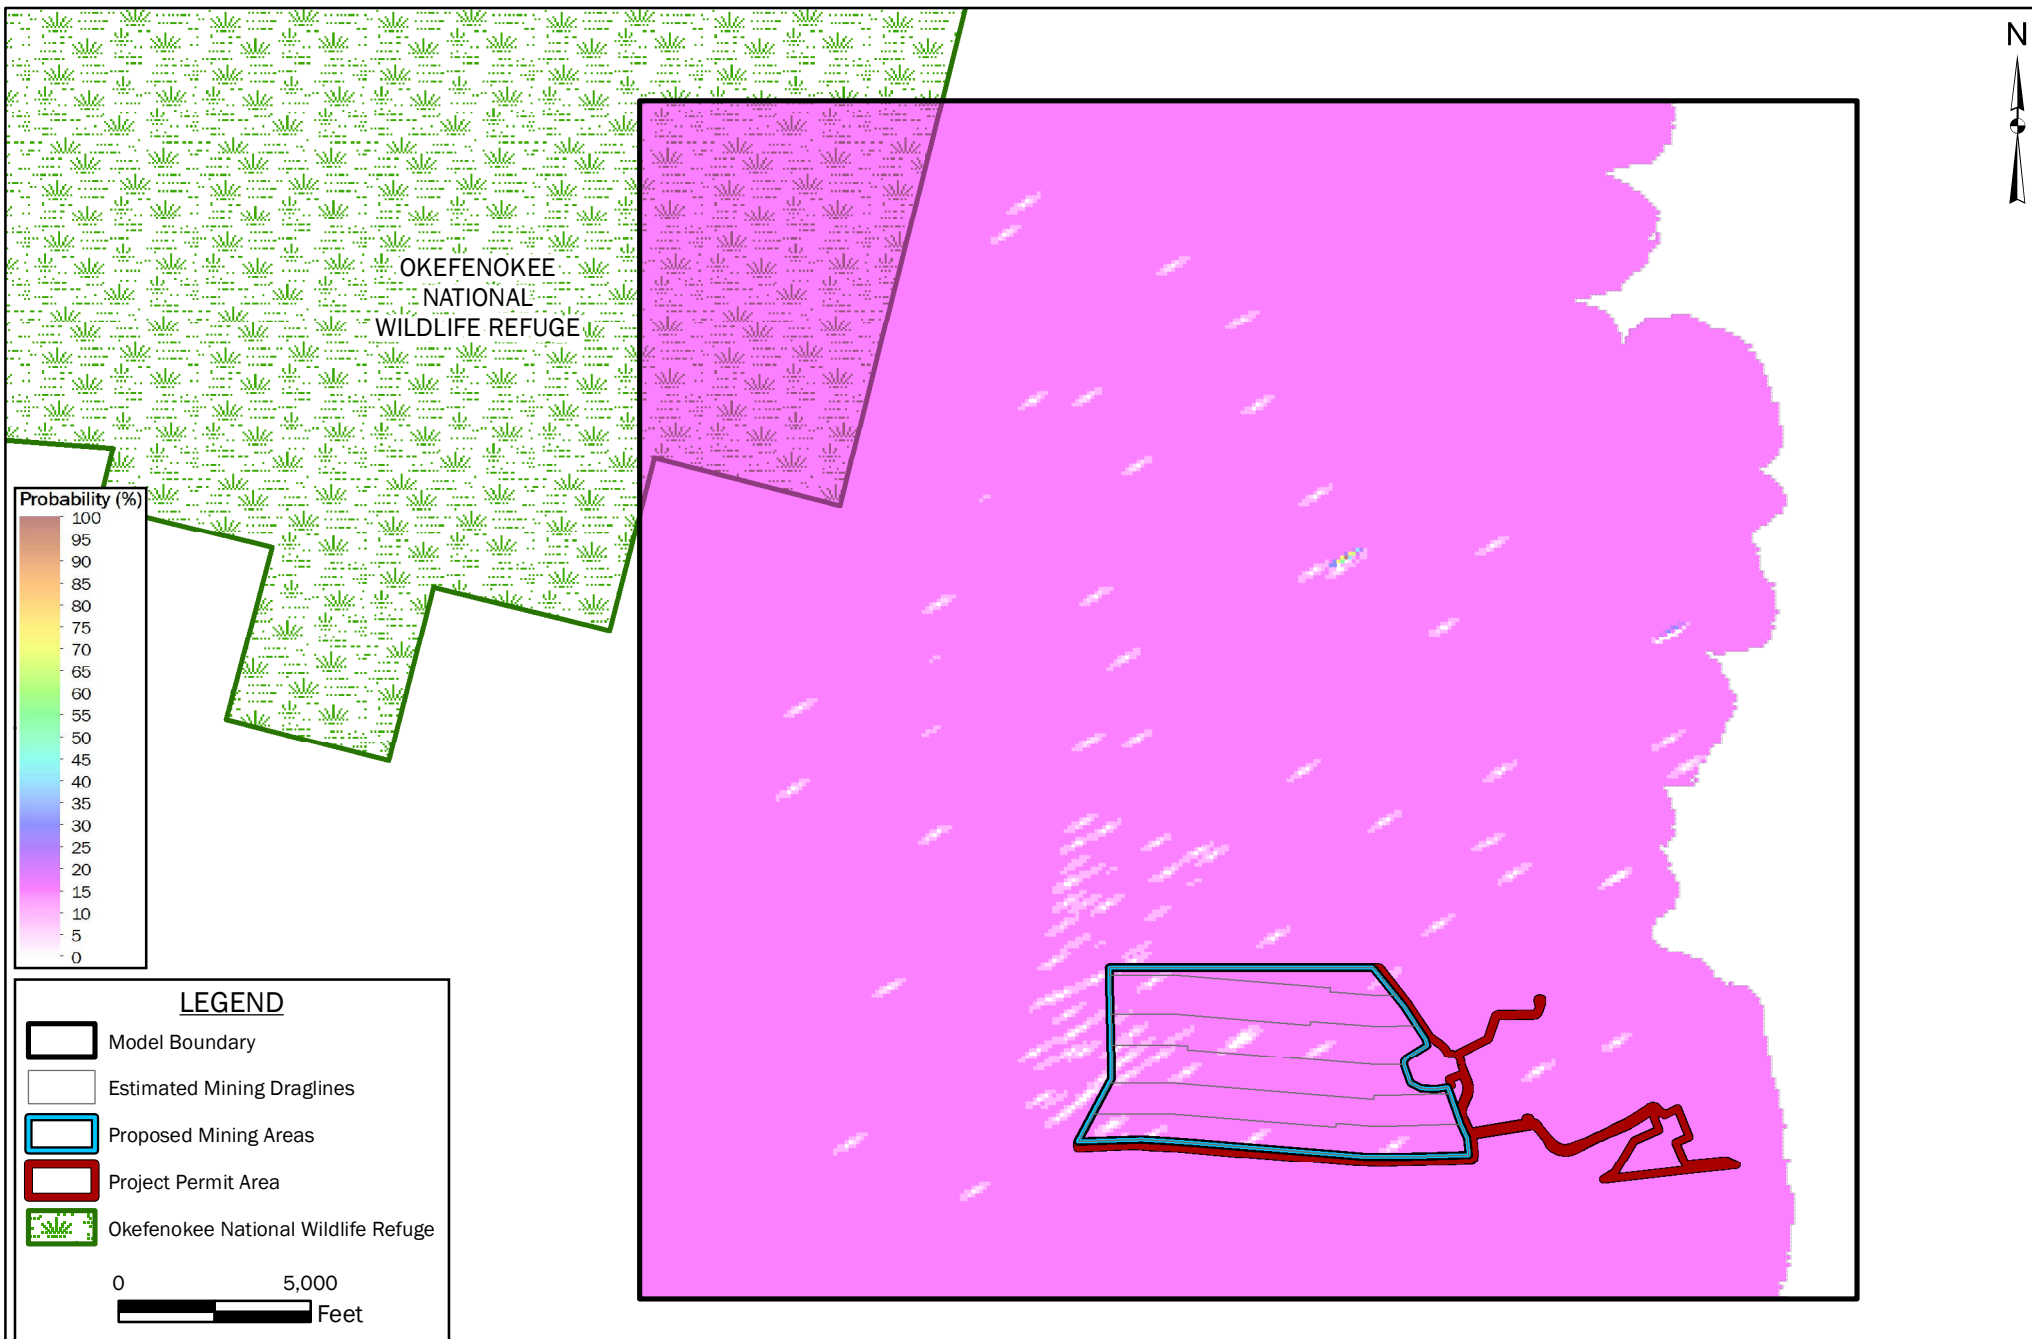 N
OKEFENOKEE
NATIONAL
WILDLIFE REFUGE
Probability (%)
100
95
90
85
80
75
70
65
60
55
50
45
40
35
30
25
20
15
10
5
0
LEGEND
Model Boundary
Estimated Mining Draglines
Proposed Mining Areas
Project Permit Area
Okefenokee National Wildlife Refuge
0 5,000
Feet